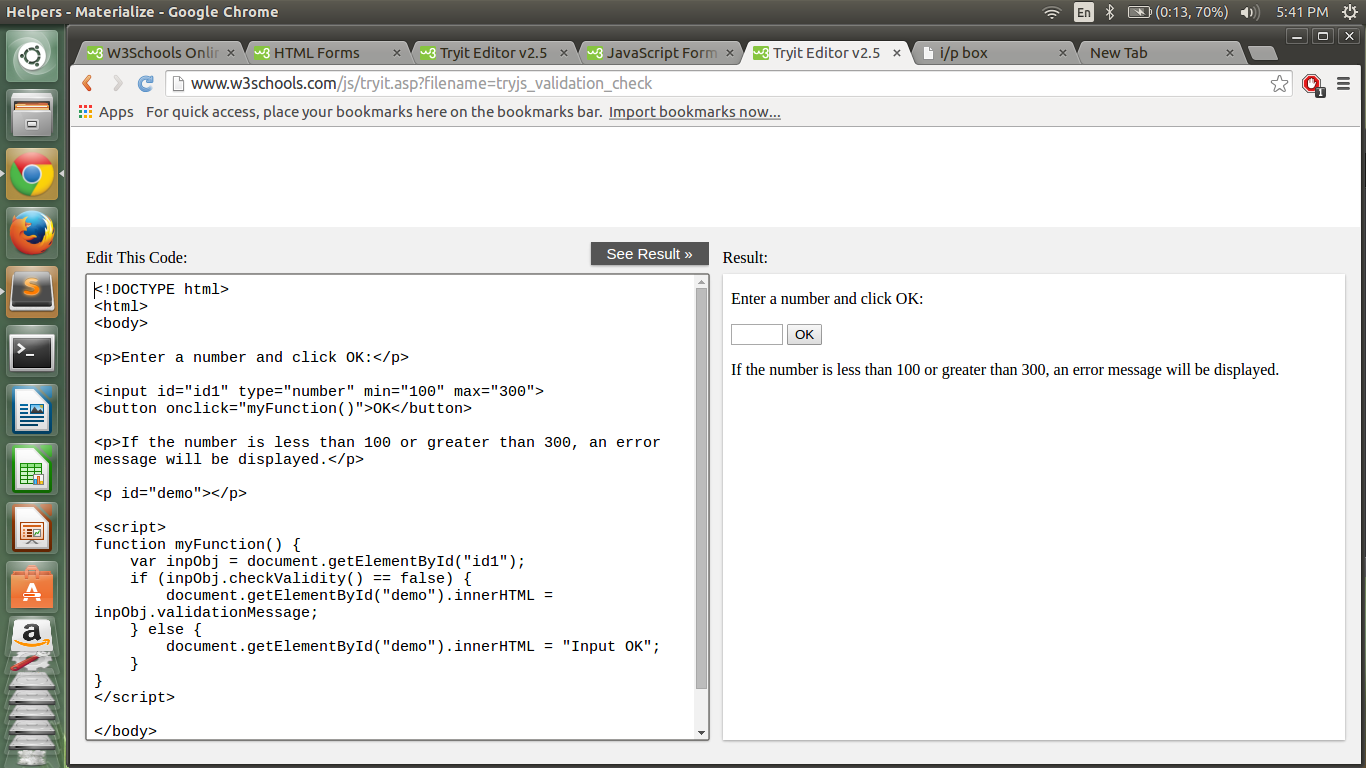 Helpers - Materialize - Google Chrome
En
(0:13, 70%)
5:41 PM
W3Schools Onlin
HTML Forms
Tryit Editor v2.5
JavaScript Form
Tryit Editor v2.5
i/p box
New Tab
www.w3schools.com/js/tryit.asp?filename=tryjs_validation_check
1
Apps For quick access, place your bookmarks here on the bookmarks bar. Import bookmarks now...
Edit This Code:
See Result »
<!DOCTYPE html>
<html>
<body>
<p>Enter a number and click OK:</p>
<input id="id1" type="number" min="100" max="300">
<button onclick="myFunction()">OK</button>
<p>If the number is less than 100 or greater than 300, an error
message will be displayed.</p>
<p id="demo"></p>
<script>
function myFunction() {
    var inpObj = document.getElementById("id1");
    if (inpObj.checkValidity() == false) {
        document.getElementById("demo").innerHTML =
inpObj.validationMessage;
    } else {
        document.getElementById("demo").innerHTML = "Input OK";
    }
}
</script>
</body>
Result:
Enter a number and click OK:
OK
If the number is less than 100 or greater than 300, an error message will be displayed.